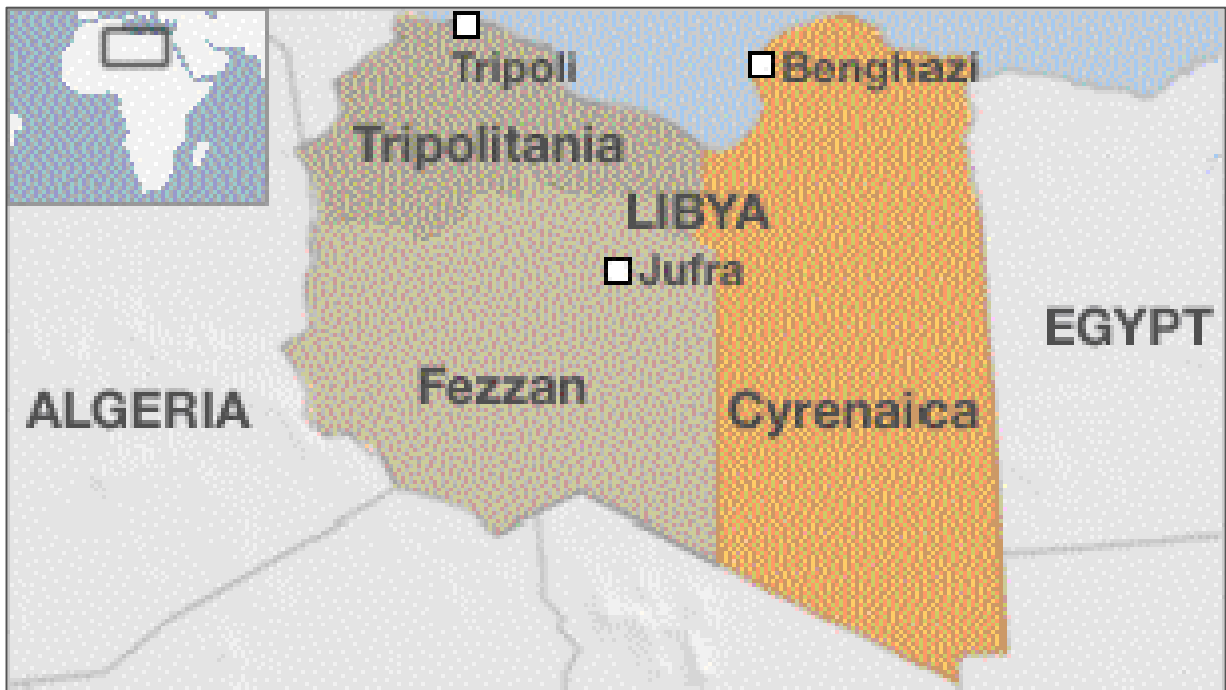 Tripoli
Benghazi
Tripolitania
LIBYA
Jufra
EGYPT
Fezzan
ALGERIA
Cyrenaica